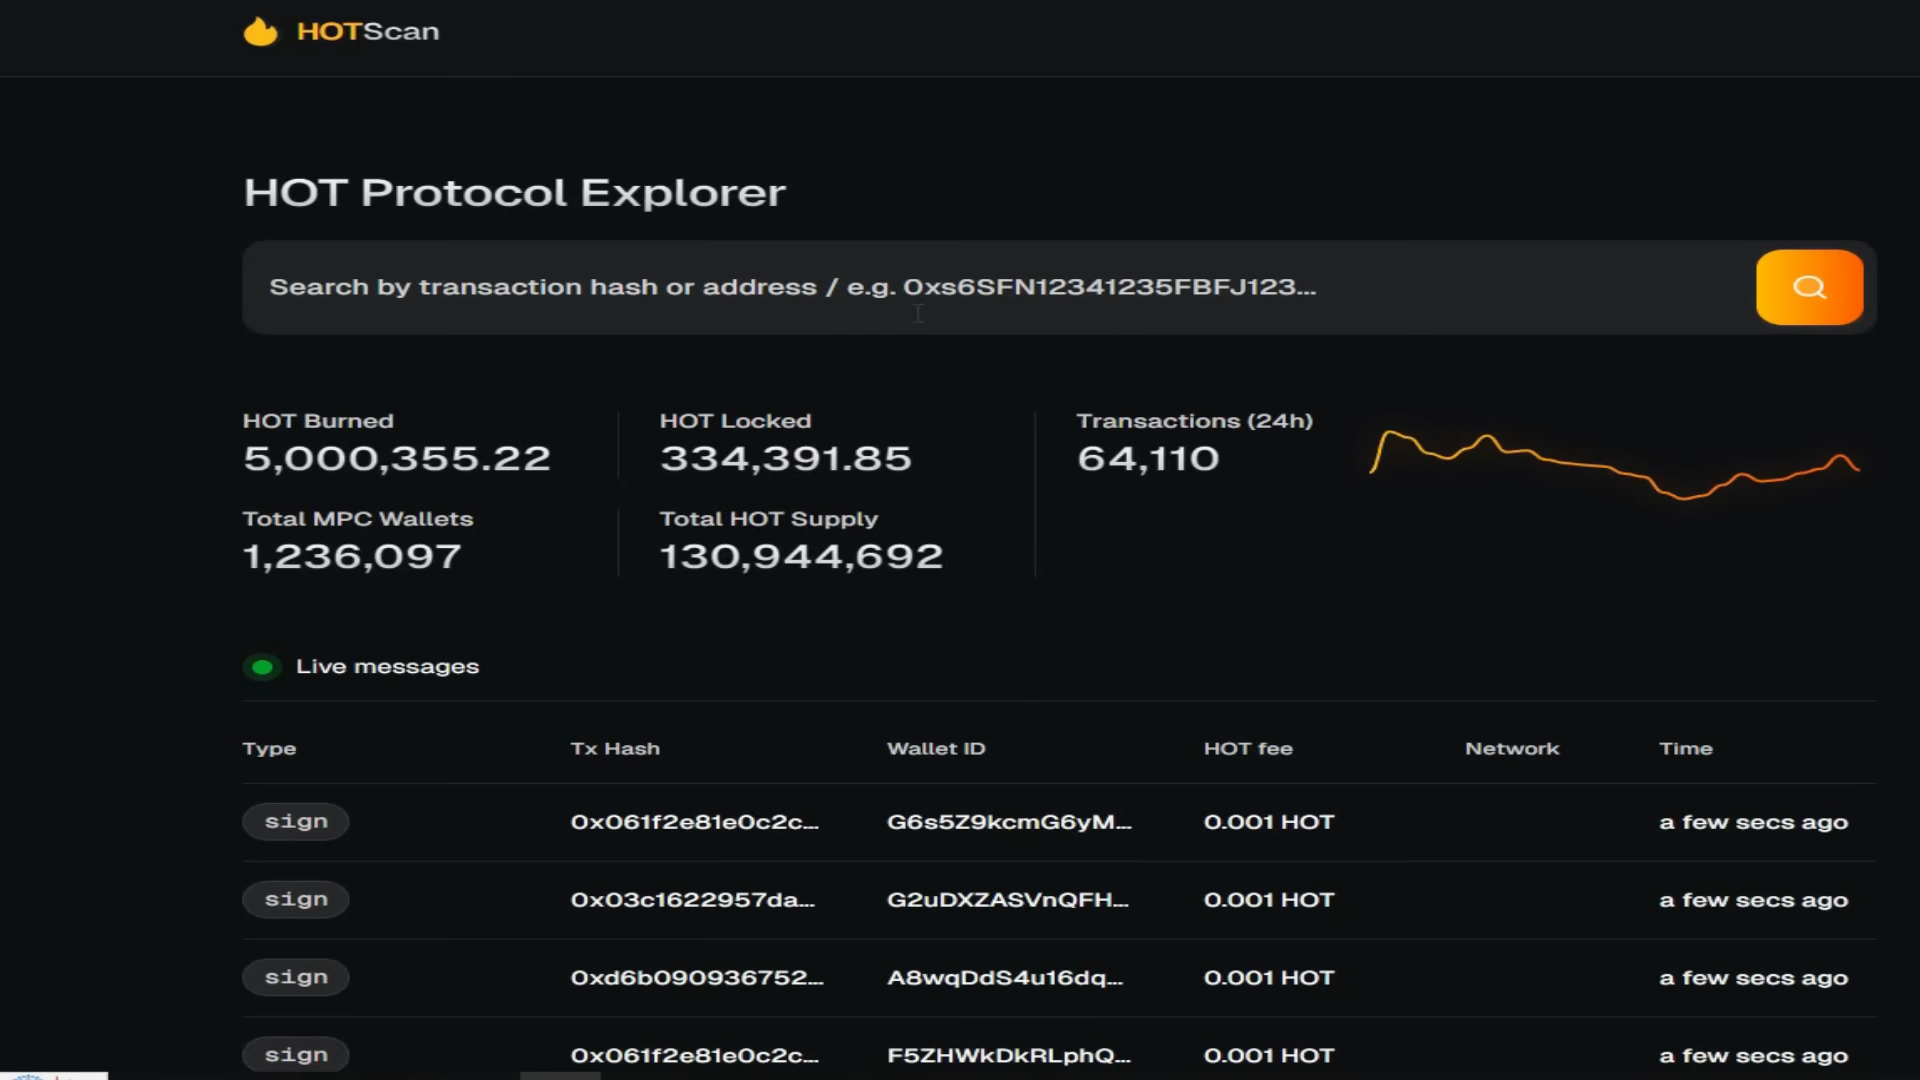 HOTScan
HOT Protocol Explorer
Search by transaction hash or address / e.g. 0xs6SFN12341235FBFJ123...
HOT Burned
5,000,355.22
HOT Locked
334,391.85
Transactions (24h)
64,110
Total MPC Wallets
1,236,097
Total HOT Supply
130,944,692
Live messages
Type Tx Hash Wallet ID HOT fee Network Time
sign 0x061f2e81e0c2c... G6s5Z9kcmG6yM... 0.001 HOT a few secs ago
sign 0x03c1622957da... G2uDXZASVnQFH... 0.001 HOT a few secs ago
sign 0xd6b090936752... A8wqDdS4u16dq... 0.001 HOT a few secs ago
sign 0x061f2e81e0c2c... F5ZHWkDkRLphQ... 0.001 HOT a few secs ago